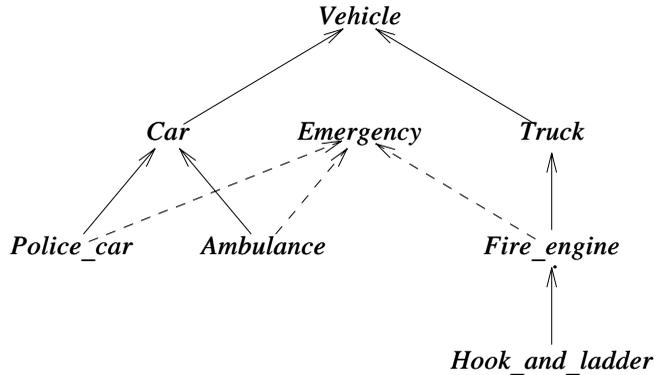 Vehicle
Car Emergency Truck
Police_car Ambulance Fire_engine
Hook_and_ladder